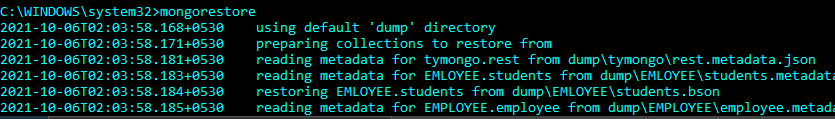 C:\WINDOWS\system32>mongorestore
2021-10-06T02:03:58.168+0530 using default 'dump' directory
2021-10-06T02:03:58.171+0530 preparing collections to restore from
2021-10-06T02:03:58.181+0530 reading metadata for tymongo.rest from dump\tymongo\rest.metadata.json
2021-10-06T02:03:58.183+0530 reading metadata for EMLOYEE.students from dump\EMLOYEE\students.metadata
2021-10-06T02:03:58.184+0530 restoring EMLOYEE.students from dump\EMLOYEE\students.bson
2021-10-06T02:03:58.185+0530 reading metadata for EMPLOYEE.employee from dump\EMPLOYEE\employee.metad